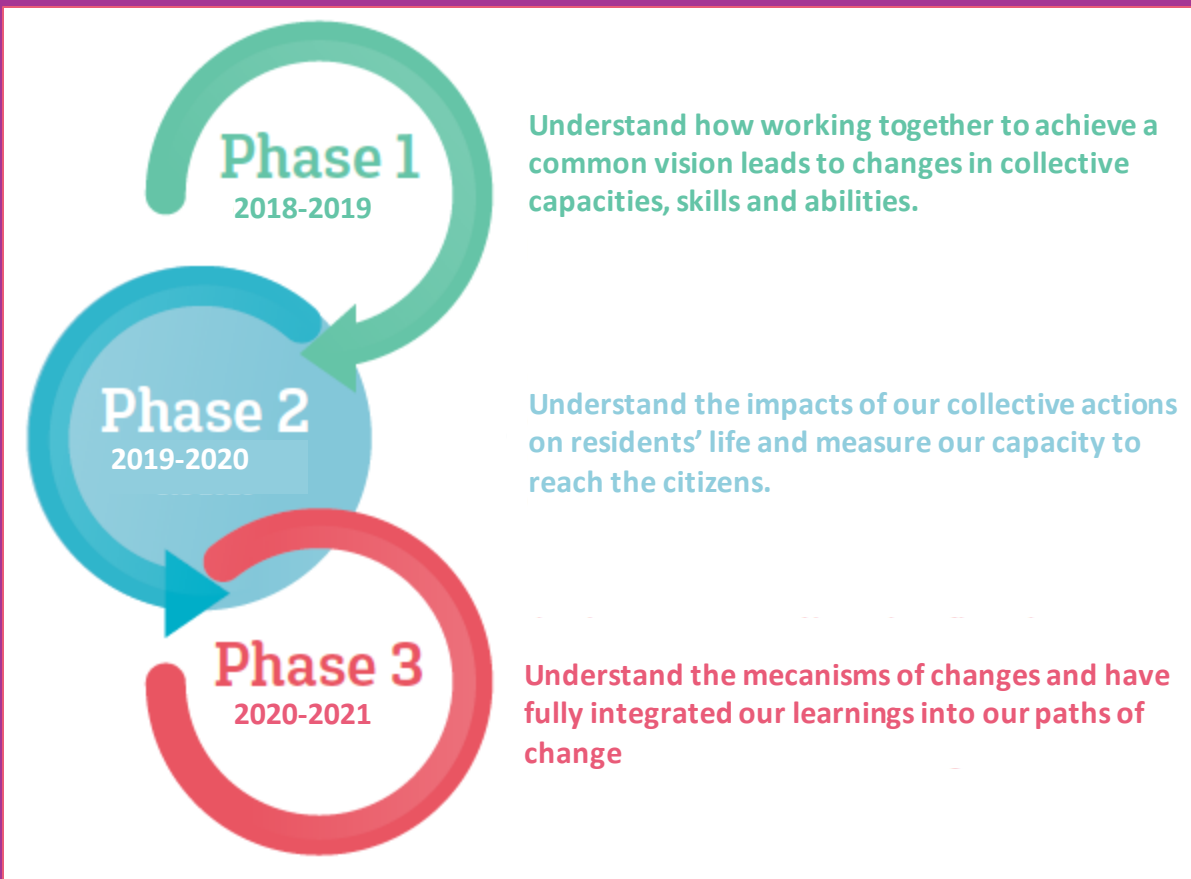 Phase 1
2018-2019
Understand how working together to achieve a
common vision leads to changes in collective
capacities, skills and abilities.
Phase 2
2019-2020
Understand the impacts of our collective actions
on residents' life and measure our capacity to
reach the citizens.
Phase 3
2020-2021
Understand the mecanisms of changes and have
fully integrated our learnings into our paths of
change